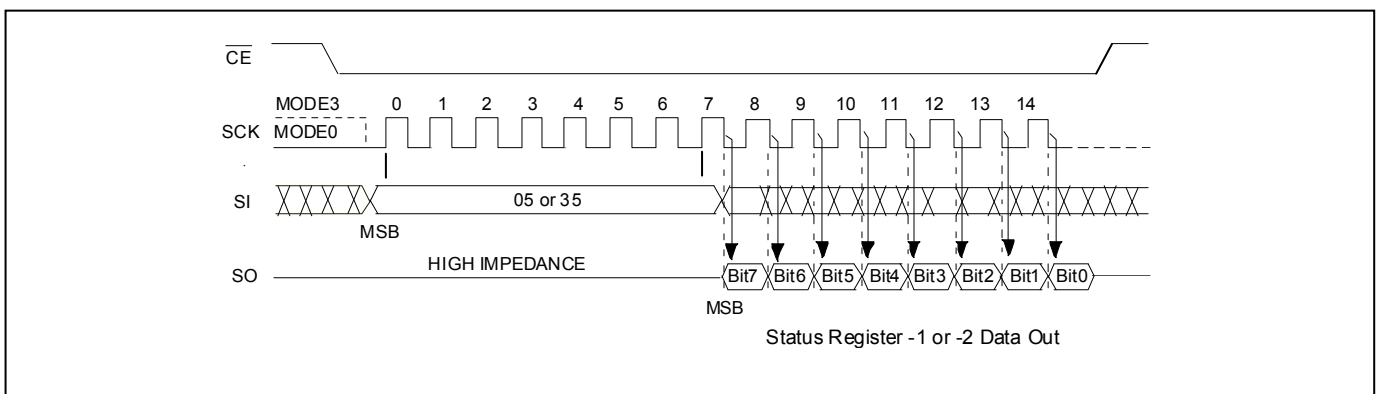 CE
MODE3 0 1 2 3 4 5 6 7 8 9 10 11 12 13 14
SCK MODE0
SI 05 or 35
MSB
SO HIGH IMPEDANCE Bit7 Bit6 Bit5 Bit4 Bit3 Bit2 Bit1 Bit0
MSB
Status Register -1 or -2 Data Out